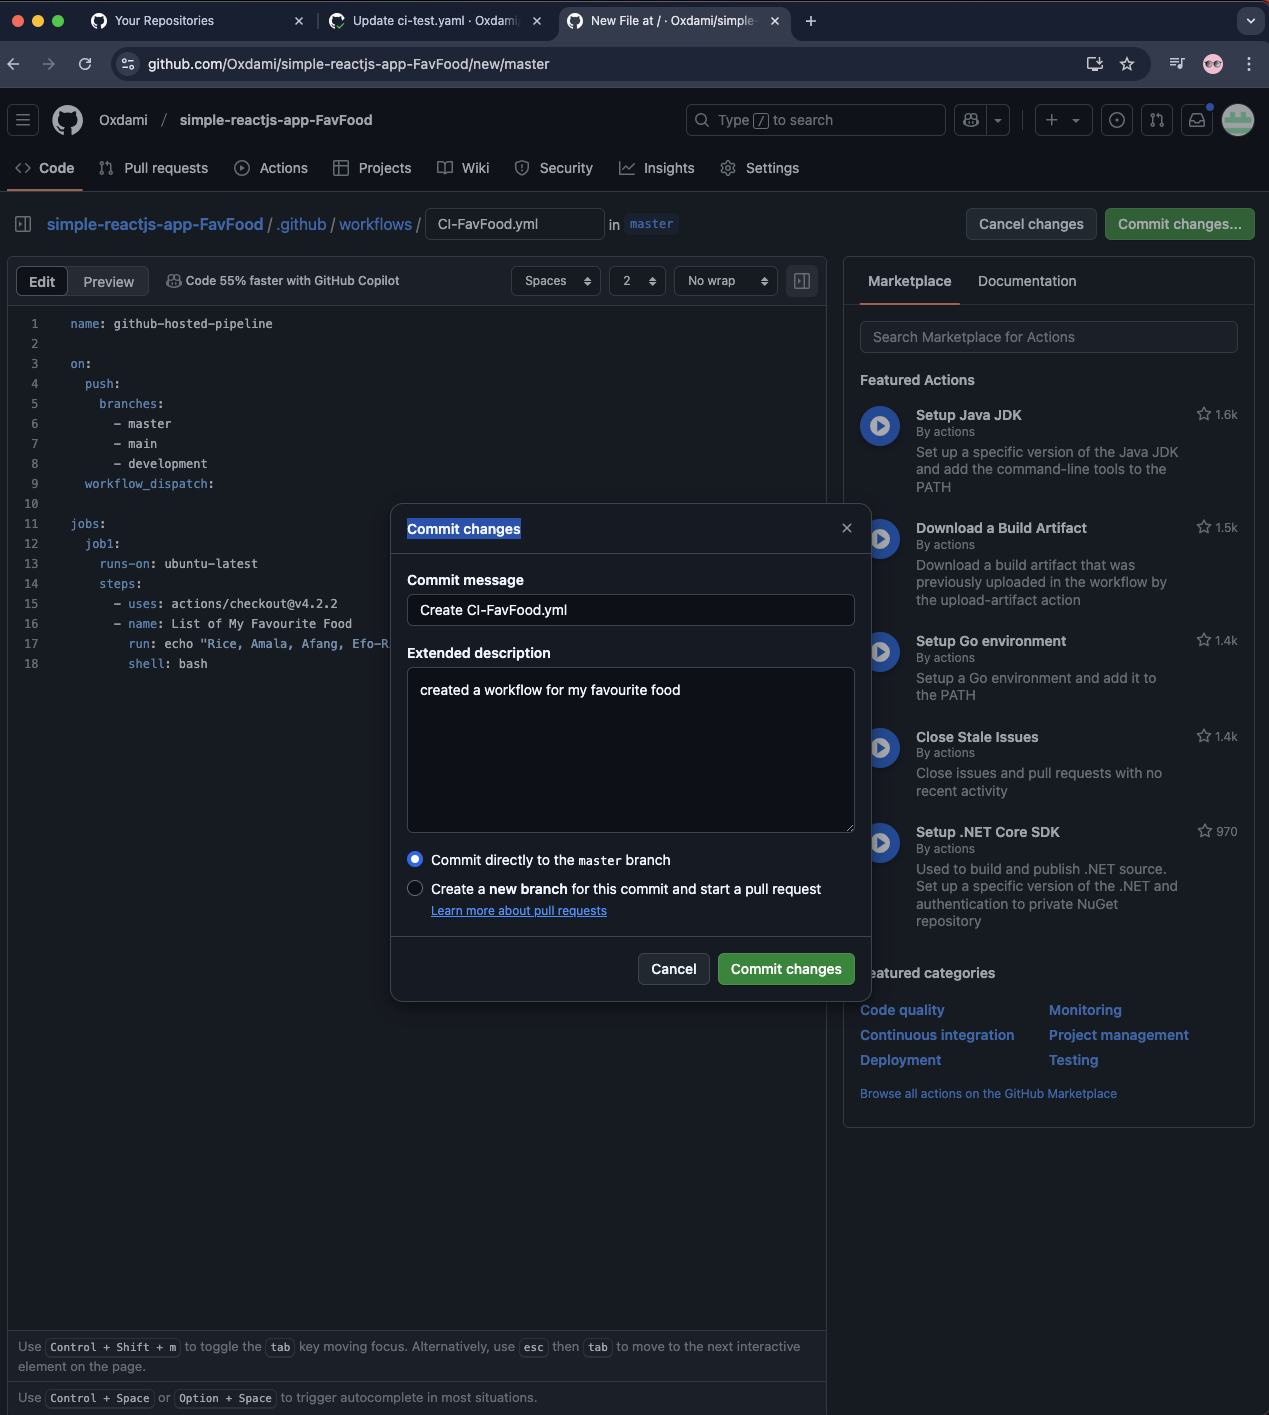 Your Repositories
Update ci-test.yaml · Oxdami/
New File at / · Oxdami/simple-
github.com/Oxdami/simple-reactjs-app-FavFood/new/master
Oxdami / simple-reactjs-app-FavFood
Type / to search
Code
Pull requests
Actions
Projects
Wiki
Security
Insights
Settings
simple-reactjs-app-FavFood / .github / workflows / CI-FavFood.yml in master
Cancel changes
Commit changes...
Edit
Preview
Code 55% faster with GitHub Copilot
Spaces
2
No wrap
1 name: github-hosted-pipeline
2
3 on:
4 push:
5 branches:
6 - master
7 - main
8 - development
9 workflow_dispatch:
10
11 jobs:
12 job1:
13 runs-on: ubuntu-latest
14 steps:
15 - uses: actions/checkout@v4.2.2
16 - name: List of My Favourite Food
17 run: echo "Rice, Amala, Afang, Efo-R
18 shell: bash
Commit changes
Commit message
Create CI-FavFood.yml
Extended description
created a workflow for my favourite food
Commit directly to the master branch
Create a new branch for this commit and start a pull request
Learn more about pull requests
Cancel
Commit changes
Marketplace
Documentation
Search Marketplace for Actions
Featured Actions
Setup Java JDK
1.6k
By actions
Set up a specific version of the Java JDK
and add the command-line tools to the
PATH
Download a Build Artifact
1.5k
By actions
Download a build artifact that was
previously uploaded in the workflow by
the upload-artifact action
Setup Go environment
1.4k
By actions
Setup a Go environment and add it to
the PATH
Close Stale Issues
1.4k
By actions
Close issues and pull requests with no
recent activity
Setup .NET Core SDK
970
By actions
Used to build and publish .NET source.
Set up a specific version of the .NET and
authentication to private NuGet
repository
eatured categories
Code quality
Monitoring
Continuous integration
Project management
Deployment
Testing
Browse all actions on the GitHub Marketplace
Use Control + Shift + m to toggle the tab key moving focus. Alternatively, use esc then tab to move to the next interactive
element on the page.
Use Control + Space or Option + Space to trigger autocomplete in most situations.